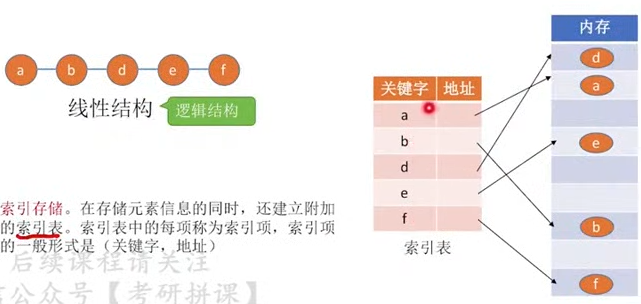 a b d e f
线性结构
逻辑结构
索引存储。在存储元素信息的同时，还建立附加
的索引表。索引表中的每项称为索引项，索引项
的一般形式是（关键字，地址）
后续课程请关注
公众号【考研拼课】
关键字 地址
a
b
d
e
f
索引表
内存
d
a
e
b
f